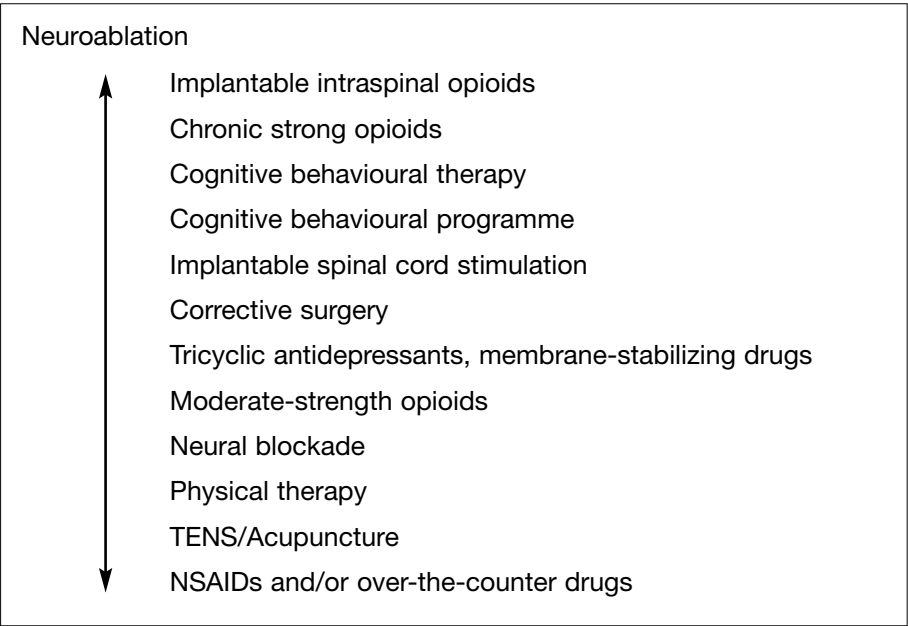 Neuroablation
Implantable intraspinal opioids
Chronic strong opioids
Cognitive behavioural therapy
Cognitive behavioural programme
Implantable spinal cord stimulation
Corrective surgery
Tricyclic antidepressants, membrane-stabilizing drugs
Moderate-strength opioids
Neural blockade
Physical therapy
TENS/Acupuncture
NSAIDs and/or over-the-counter drugs